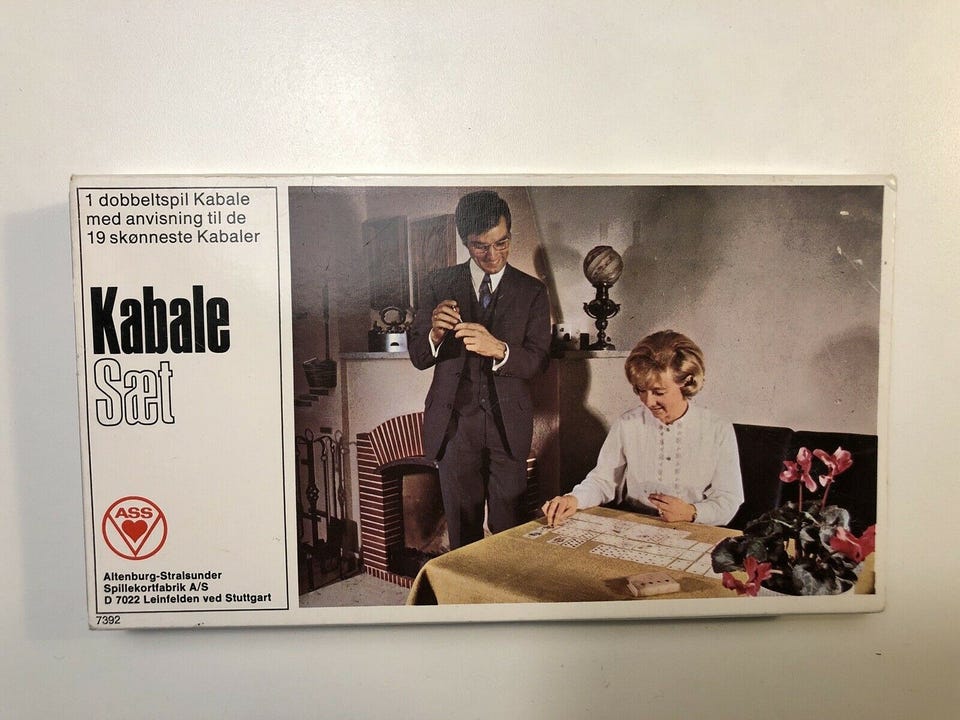 1 dobbeltspil Kabale
med anvisning til de
19 skønneste Kabaler
Kabale
Sæt
ASS
Altenburg-Stralsunder
Spillekortfabrik A/S
D 7022 Leinfelden ved Stuttgart
7392